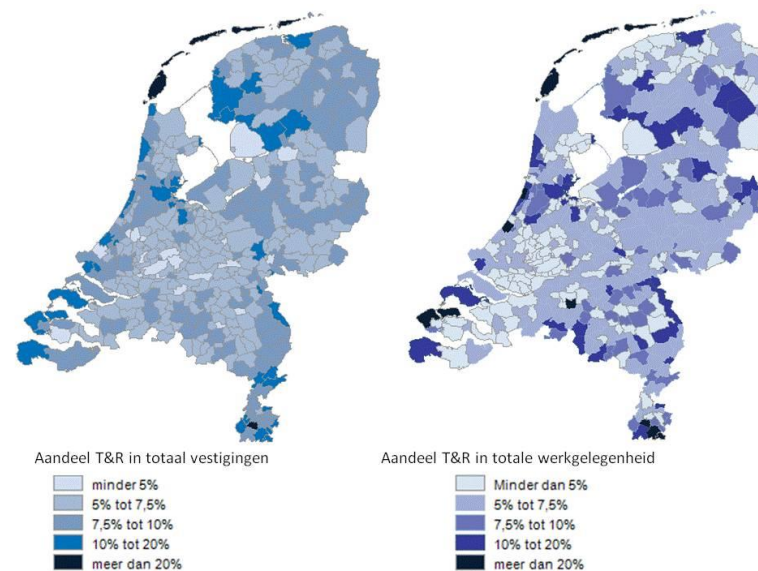 Aandeel T&R in totaal vestigingen
minder 5%
5% tot 7,5%
7,5% tot 10%
10% tot 20%
meer dan 20%
Aandeel T&R in totale werkgelegenheid
Minder dan 5%
5% tot 7,5%
7,5% tot 10%
10% tot 20%
meer dan 20%